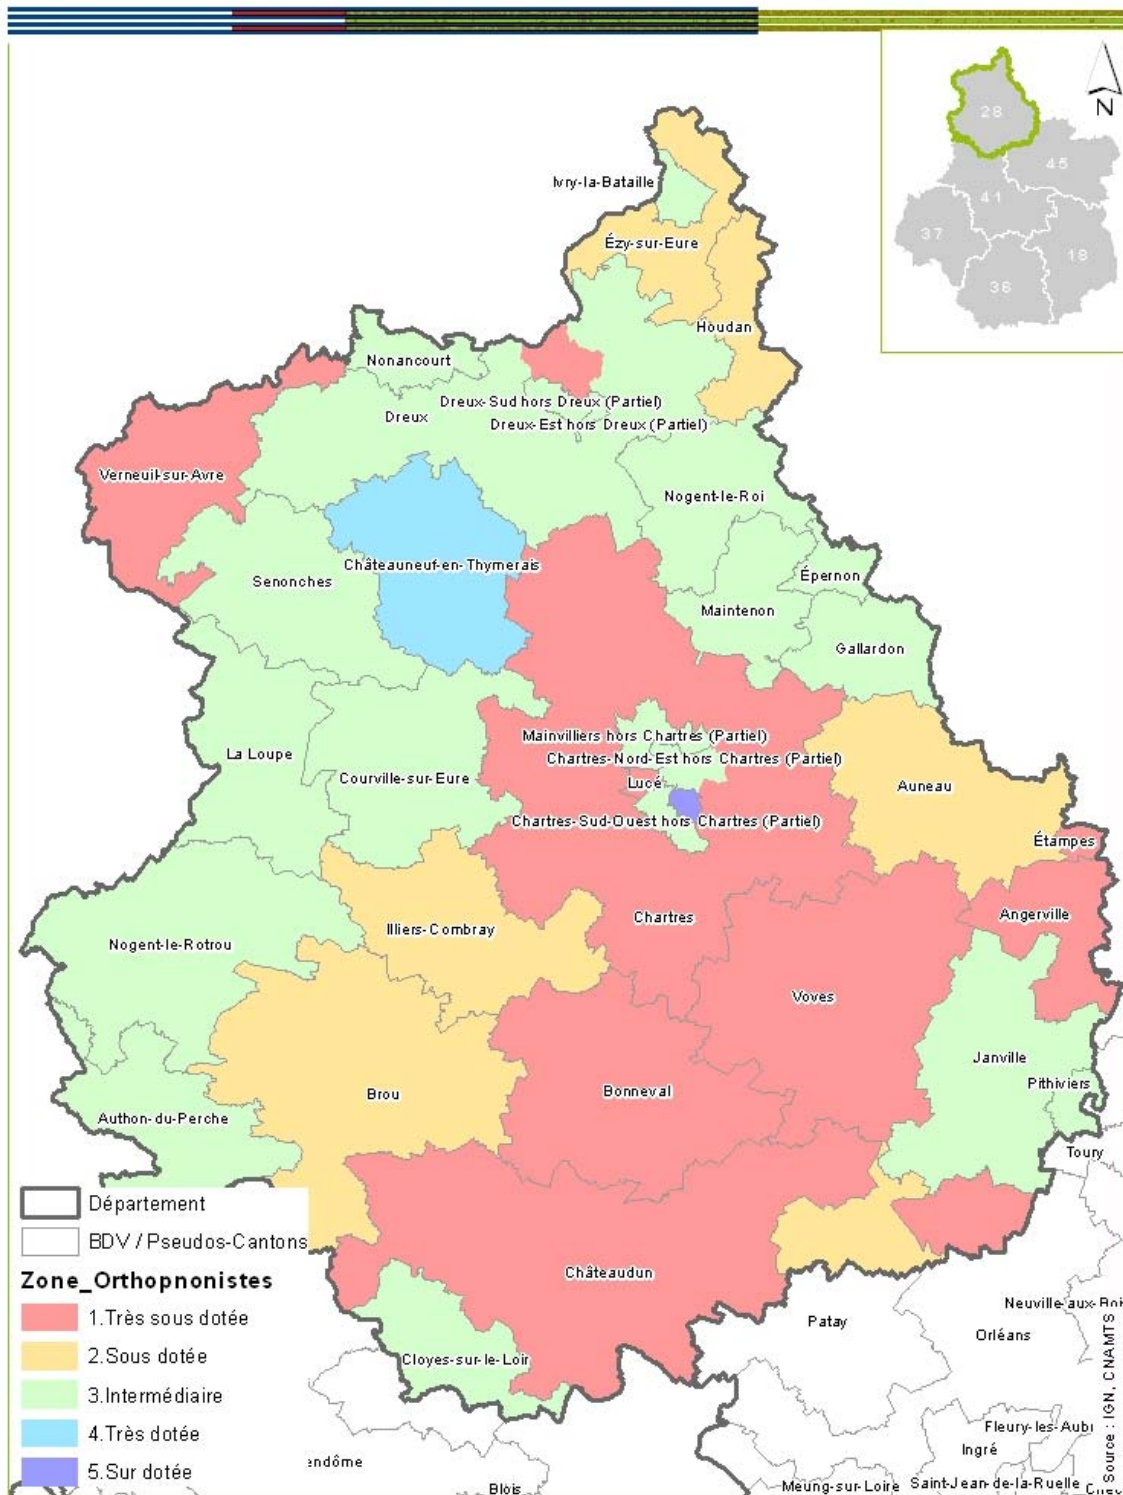 28
45
41
37
18
36
N
Ivry-la-Bataille
Ézy-sur-Eure
Houdan
Nonancourt
Dreux-Sud hors Dreux (Partiel)
Dreux
Dreux-Est hors Dreux (Partiel)
Verneuil-sur-Avre
Nogent-le-Roi
Châteauneuf-en-Thymerais
Senonches
Épernon
Maintenon
Gallardon
Mainvilliers hors Chartres (Partiel)
La Loupe
Chartres-Nord-Est hors Chartres (Partiel)
Courville-sur-Eure
Lucé
Auneau
Chartres-Sud-Ouest hors Chartres (Partiel)
Étampes
Chartres
Angerville
Illiers-Combray
Nogent-le-Rotrou
Voves
Janville
Pithiviers
Bonneval
Brou
Authon-du-Perche
Toury
Châteaudun
Patay
Neuville-aux-Boi
Orléans
Cloyes-sur-le-Loir
Fleury-les-Aubr
Ingré
endôme
Blois
Meung-sur-Loire
Saint-Jean-de-la-Ruelle
Département
BDV / Pseudos-Cantons
Zone_Orthopnonistes
1.Très sous dotée
2.Sous dotée
3.Intermédiaire
4.Très dotée
5.Sur dotée
Source : IGN, CNAMTS